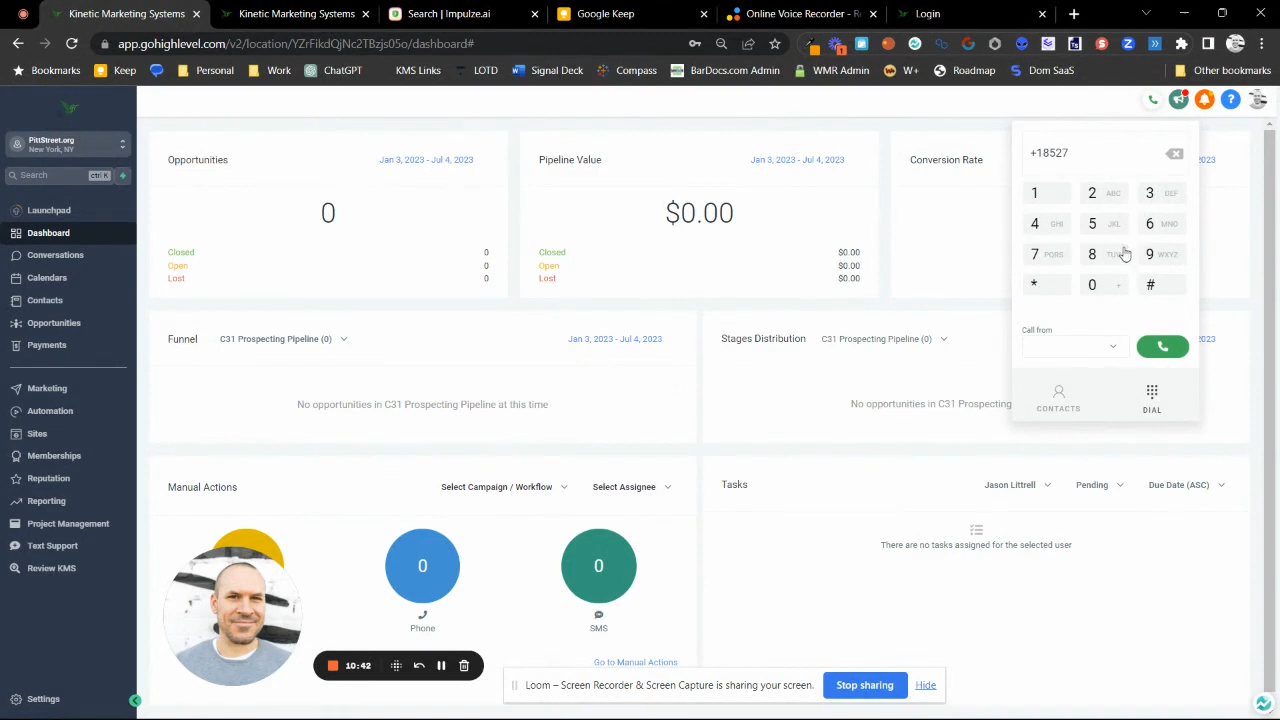 Kinetic Marketing Systems
Kinetic Marketing Systems
Search | Impulze.ai
Google Keep
Online Voice Recorder - Re
Login
app.gohighlevel.com/v2/location/YZrFIkdQjNc2TBzjs05o/dashboard#
Bookmarks
Keep
Personal
Work
ChatGPT
KMS Links
LOTD
Signal Deck
Compass
BarDocs.com Admin
WMR Admin
W+
Roadmap
Dom SaaS
Other bookmarks
PittStreet.org
New York, NY
Search
ctrl K
Launchpad
Dashboard
Conversations
Calendars
Contacts
Opportunities
Payments
Marketing
Automation
Sites
Memberships
Reputation
Reporting
Project Management
Text Support
Review KMS
Settings
Opportunities
Jan 3, 2023 - Jul 4, 2023
0
Closed 0
Open 0
Lost 0
Pipeline Value
Jan 3, 2023 - Jul 4, 2023
$0.00
Closed $0.00
Open $0.00
Lost $0.00
Conversion Rate
2023
+18527
1
2 ABC
3 DEF
4 GHI
5 JKL
6 MNO
7 PQRS
8 TUV
9 WXYZ
*
0 +
#
Call from
CONTACTS
DIAL
Funnel
C31 Prospecting Pipeline (0)
Jan 3, 2023 - Jul 4, 2023
No opportunities in C31 Prospecting Pipeline at this time
Stages Distribution
C31 Prospecting Pipeline (0)
2023
No opportunities in C31 Prospecting
Manual Actions
Select Campaign / Workflow
Select Assignee
0
Phone
0
SMS
Go to Manual Actions
Tasks
Jason Littrell
Pending
Due Date (ASC)
There are no tasks assigned for the selected user
10:42
Loom – Screen Recorder & Screen Capture is sharing your screen.
Stop sharing
Hide